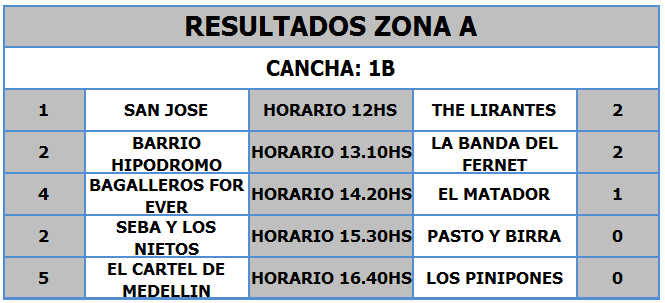 RESULTADOS ZONA A
CANCHA: 1B
1 SAN JOSE HORARIO 12HS THE LIRANTES 2
2 BARRIO HIPODROMO HORARIO 13.10HS LA BANDA DEL FERNET 2
4 BAGALLEROS FOR EVER HORARIO 14.20HS EL MATADOR 1
2 SEBA Y LOS NIETOS HORARIO 15.30HS PASTO Y BIRRA 0
5 EL CARTEL DE MEDELLIN HORARIO 16.40HS LOS PINIPONES 0